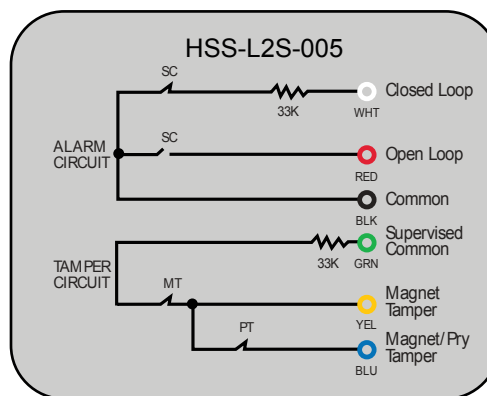 HSS-L2S-005
SC
33K
WHT
Closed Loop
ALARM
CIRCUIT
SC
RED
Open Loop
BLK
Common
33K
GRN
Supervised
Common
TAMPER
CIRCUIT
MT
YEL
Magnet
Tamper
PT
BLU
Magnet/Pry
Tamper